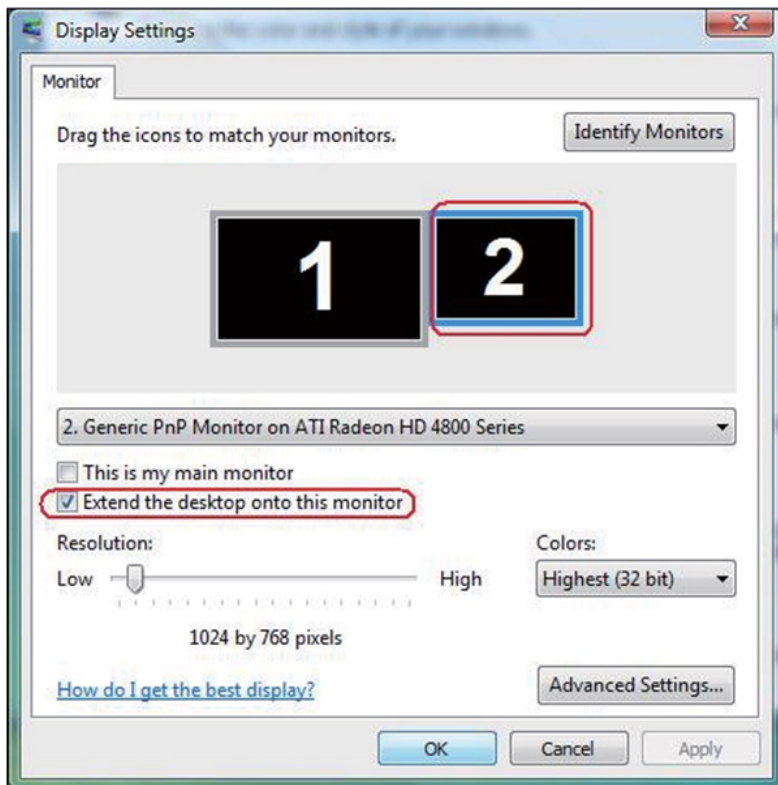 Display Settings
Monitor
Drag the icons to match your monitors.
Identify Monitors
1
2
2. Generic PnP Monitor on ATI Radeon HD 4800 Series
This is my main monitor
Extend the desktop onto this monitor
Resolution:
Colors:
Low
High
Highest (32 bit)
1024 by 768 pixels
How do I get the best display?
Advanced Settings...
OK
Cancel
Apply